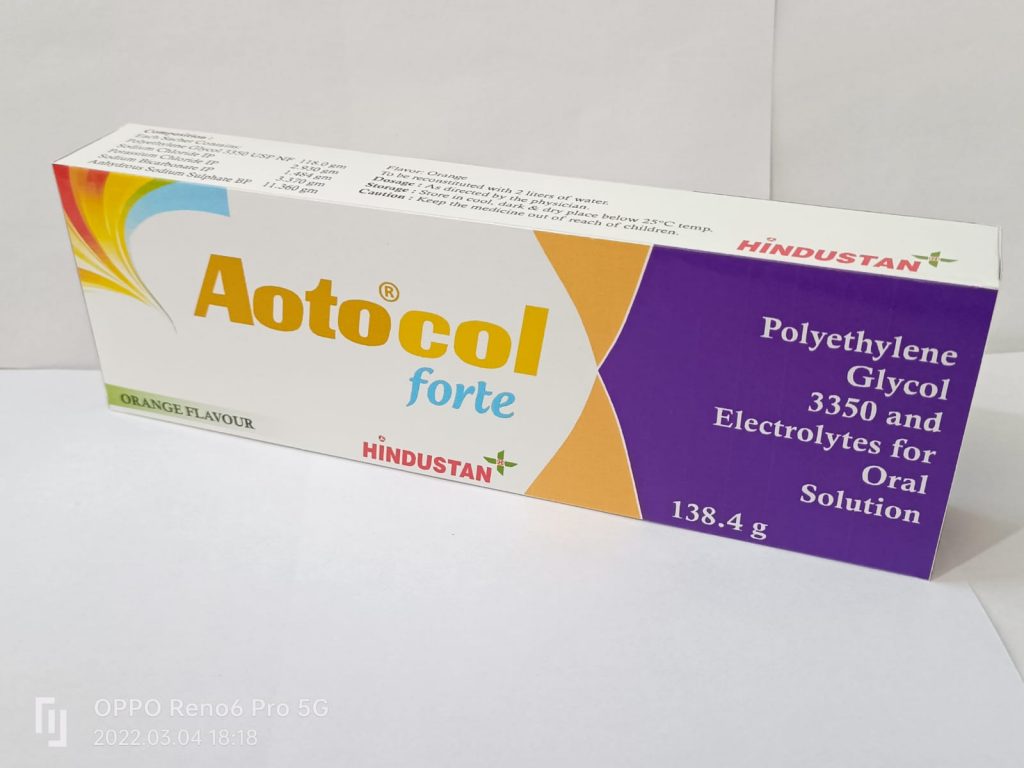 Composition :
Each Sachet Contains:
Polyethylene Glycol 3350 USP NF 118.0 gm
Sodium Chloride IP 2.930 gm
Potassium Chloride IP 1.484 gm
Sodium Bicarbonate IP 3.370 gm
Anhydrous Sodium Sulphate BP 11.360 gm
Flavor: Orange
To be reconstituted with 2 liters of water.
Dosage : As directed by the physician.
Storage : Store in cool, dark & dry place below 25°C temp.
Caution : Keep the medicine out of reach of children.
HINDUSTAN
Aotocol®
forte
ORANGE FLAVOUR
HINDUSTAN
Polyethylene
Glycol
3350 and
Electrolytes for
Oral
Solution
138.4 g
OPPO Reno6 Pro 5G
2022.03.04 18:18